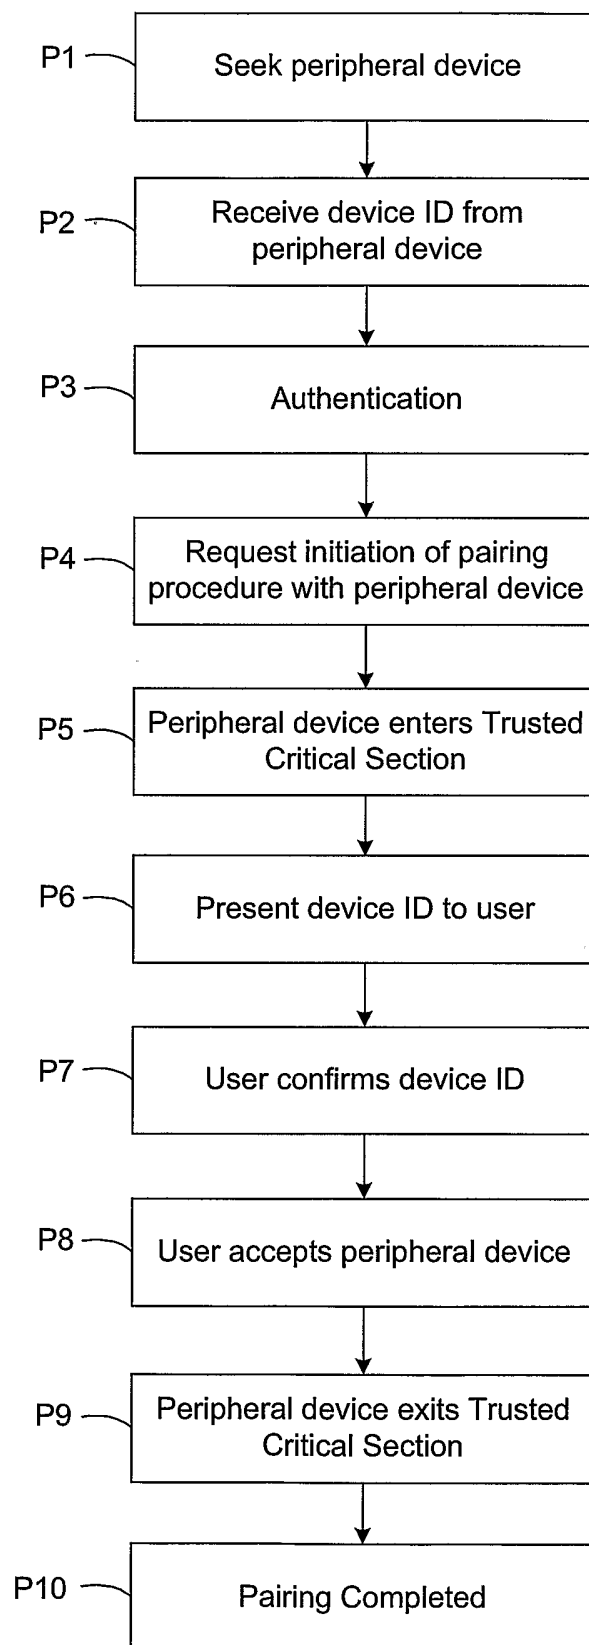 P1
Seek peripheral device
P2
Receive device ID from
peripheral device
P3
Authentication
P4
Request initiation of pairing
procedure with peripheral device
P5
Peripheral device enters Trusted
Critical Section
P6
Present device ID to user
P7
User confirms device ID
P8
User accepts peripheral device
P9
Peripheral device exits Trusted
Critical Section
P10
Pairing Completed